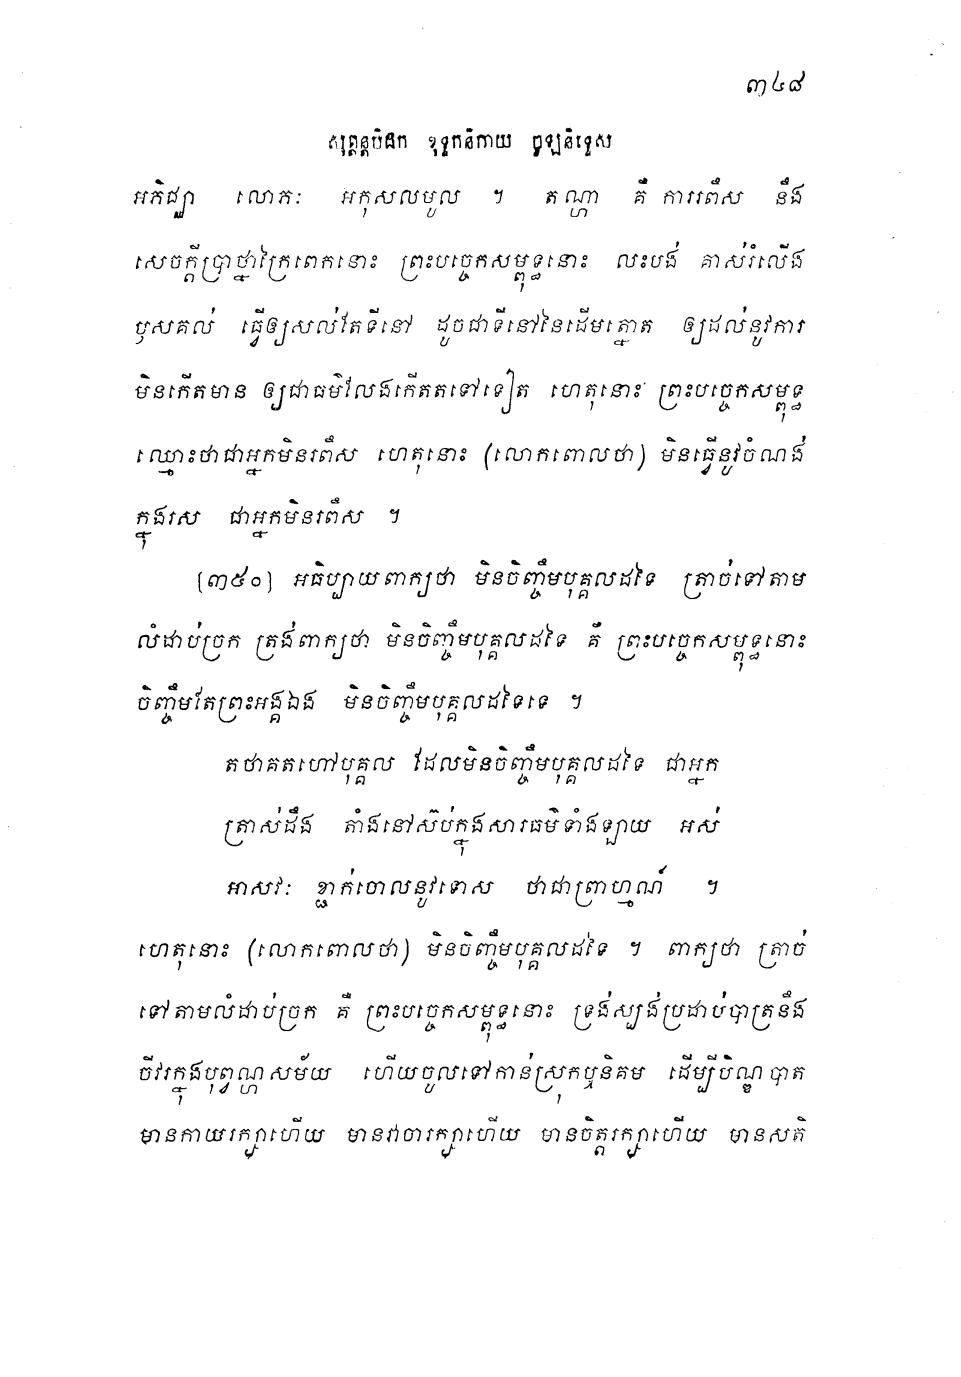 ៣៤៨
សុត្តន្តបិដក ខុទ្ទកនិកាយ ចូឡនិទ្ទេស
អភិជ្ឈា លោភៈ អកុសលមូល ។ តណ្ហា គឺ ការរពឹស នឹង
សេចក្តីប្រាថ្នាក្រៃពេកនោះ ព្រះបច្ចេកសម្ពុទ្ធនោះ លះបង់ គាស់រំលើង
ឫសគល់ ធ្វើឲ្យសល់តែទីនៅ ដូចជាទីនៅនៃដើមត្នោត ឲ្យដល់នូវការ
មិនកើតមាន ឲ្យជាធម៌លែងកើតតទៅទៀត ហេតុនោះ ព្រះបច្ចេកសម្ពុទ្ធ
ឈ្មោះថាជាអ្នកមិនរពឹស ហេតុនោះ (លោកពោលថា) មិនធ្វើនូវចំណង់
ក្នុងរស ជាអ្នកមិនរពឹស ។
[៣៥០] អធិប្បាយពាក្យថា មិនចិញ្ចឹមបុគ្គលដទៃ ត្រាច់ទៅតាម
លំដាប់ច្រក ត្រង់ពាក្យថា មិនចិញ្ចឹមបុគ្គលដទៃ គឺ ព្រះបច្ចេកសម្ពុទ្ធនោះ
ចិញ្ចឹមតែព្រះអង្គឯង មិនចិញ្ចឹមបុគ្គលដទៃទេ ។
តថាគតហៅបុគ្គល ដែលមិនចិញ្ចឹមបុគ្គលដទៃ ជាអ្នក
ត្រាស់ដឹង តាំងនៅស៊ប់ក្នុងសារធម៌ទាំងឡាយ អស់
អាសវៈ ខ្ជាក់ចោលនូវទោស ថាជាព្រាហ្មណ៍ ។
ហេតុនោះ (លោកពោលថា) មិនចិញ្ចឹមបុគ្គលដទៃ ។ ពាក្យថា ត្រាច់
ទៅតាមលំដាប់ច្រក គឺ ព្រះបច្ចេកសម្ពុទ្ធនោះ ទ្រង់ស្បង់ប្រដាប់បាត្រនឹង
ចីវរក្នុងបុព្វណ្ហសម័យ ហើយចូលទៅកាន់ស្រុកឬនិគម ដើម្បីបិណ្ឌបាត
មានកាយរក្សាហើយ មានវាចារក្សាហើយ មានចិត្តរក្សាហើយ មានសតិ